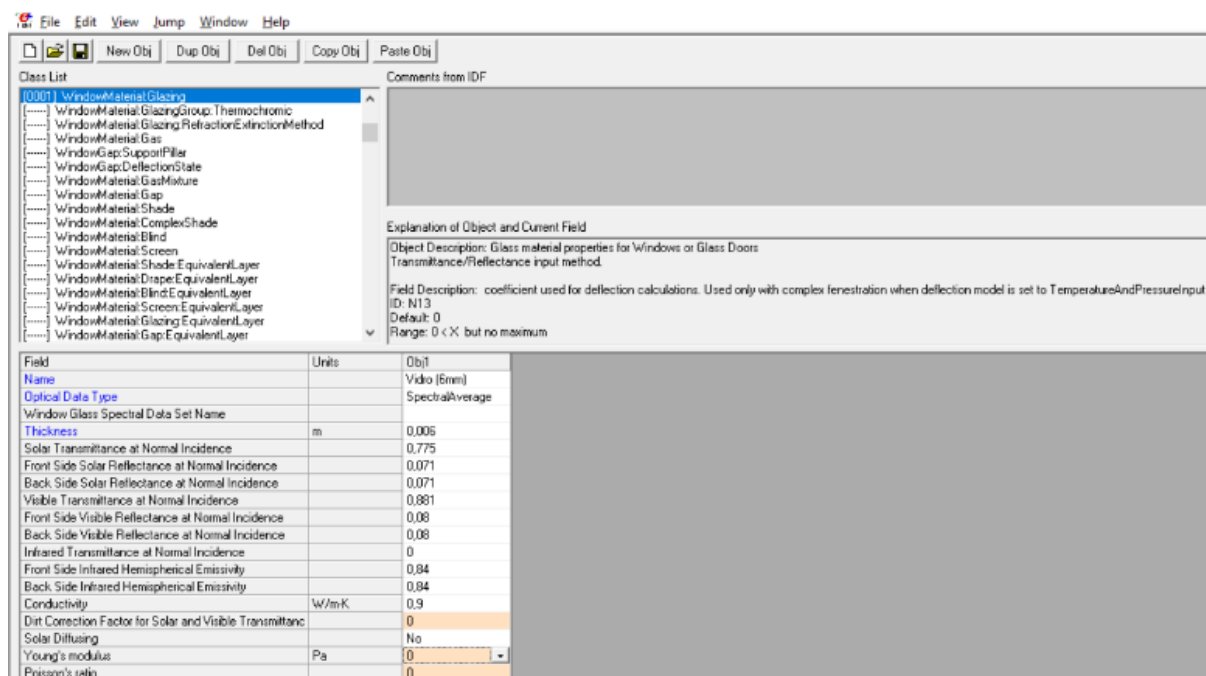 File Edit View Jump Window Help
New Obj Dup Obj Del Obj Copy Obj Paste Obj
Class List
Comments from IDF
[0001] WindowMaterial:Glazing
[------] WindowMaterial:GlazingGroup:Thermochromic
[------] WindowMaterial:Glazing:RefractionExtinctionMethod
[------] WindowMaterial:Gas
[------] WindowGap:SupportPillar
[------] WindowGap:DeflectionState
[------] WindowMaterial:GasMixture
[------] WindowMaterial:Gap
[------] WindowMaterial:Shade
[------] WindowMaterial:ComplexShade
[------] WindowMaterial:Blind
[------] WindowMaterial:Screen
[------] WindowMaterial:Shade:EquivalentLayer
[------] WindowMaterial:Drape:EquivalentLayer
[------] WindowMaterial:Blind:EquivalentLayer
[------] WindowMaterial:Screen:EquivalentLayer
[------] WindowMaterial:Glazing:EquivalentLayer
[------] WindowMaterial:Gap:EquivalentLayer
Explanation of Object and Current Field
Object Description: Glass material properties for Windows or Glass Doors
Transmittance/Reflectance input method.
Field Description: coefficient used for deflection calculations. Used only with complex fenestration when deflection model is set to TemperatureAndPressureInput
ID: N13
Default: 0
Range: 0 < X but no maximum
Field Units Obj1
Name Vidro (6mm)
Optical Data Type SpectralAverage
Window Glass Spectral Data Set Name
Thickness m 0,006
Solar Transmittance at Normal Incidence 0,775
Front Side Solar Reflectance at Normal Incidence 0,071
Back Side Solar Reflectance at Normal Incidence 0,071
Visible Transmittance at Normal Incidence 0,881
Front Side Visible Reflectance at Normal Incidence 0,08
Back Side Visible Reflectance at Normal Incidence 0,08
Infrared Transmittance at Normal Incidence 0
Front Side Infrared Hemispherical Emissivity 0,84
Back Side Infrared Hemispherical Emissivity 0,84
Conductivity W/m-K 0,9
Dirt Correction Factor for Solar and Visible Transmittanc 0
Solar Diffusing No
Young's modulus Pa 0
Poisson's ratio 0